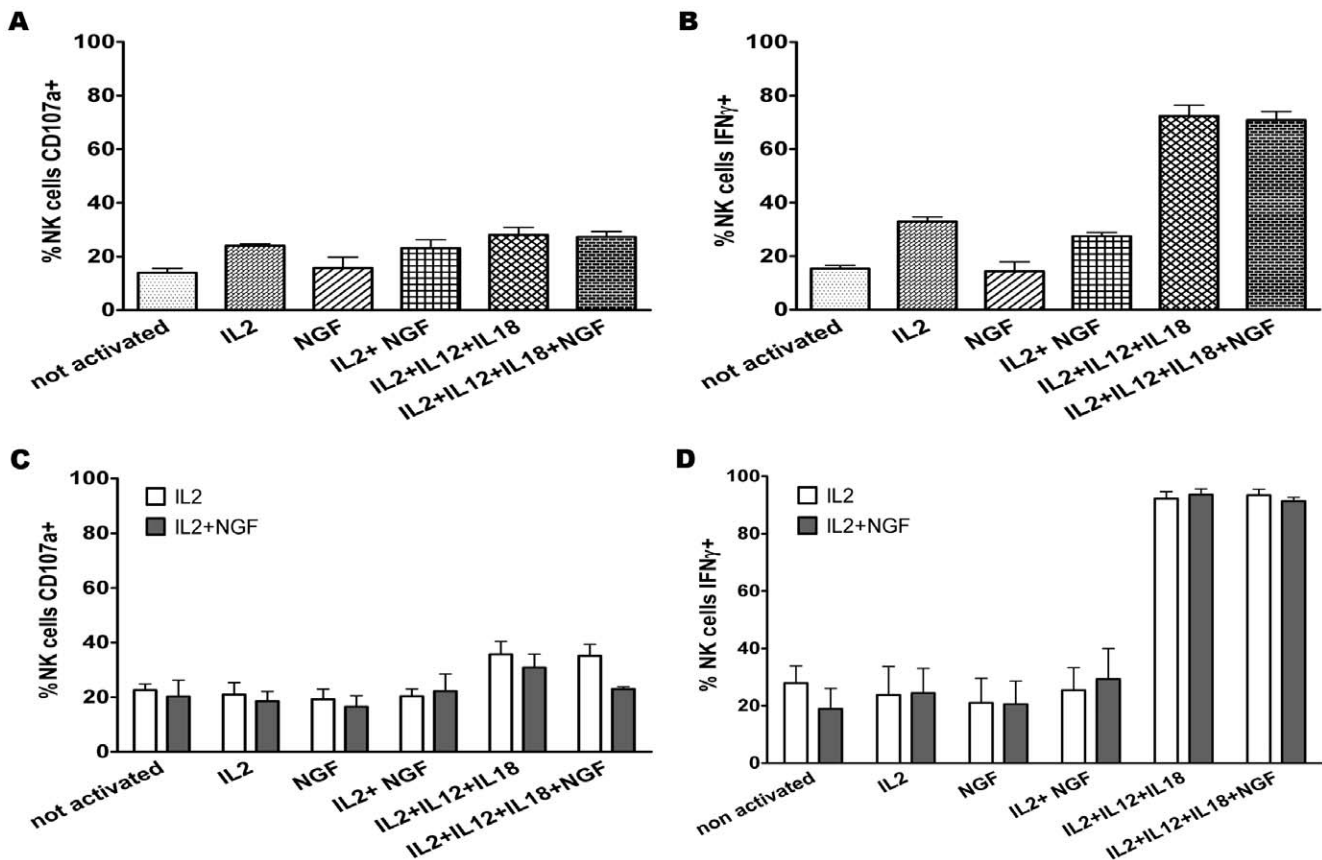 A
%NK cells CD107a+
100
80
60
40
20
0
not activated
IL2
NGF
IL2+ NGF
IL2+IL12+IL18
IL2+IL12+IL18+NGF
B
%NK cells IFNγ+
100
80
60
40
20
0
not activated
IL2
NGF
IL2+ NGF
IL2+IL12+IL18
IL2+IL12+IL18+NGF
C
%NK cells CD107a+
100
80
60
40
20
0
IL2
IL2+NGF
not activated
IL2
NGF
IL2+ NGF
IL2+IL12+IL18
IL2+IL12+IL18+NGF
D
% NK cells IFNγ+
100
80
60
40
20
0
IL2
IL2+NGF
non activated
IL2
NGF
IL2+ NGF
IL2+IL12+IL18
IL2+IL12+IL18+NGF